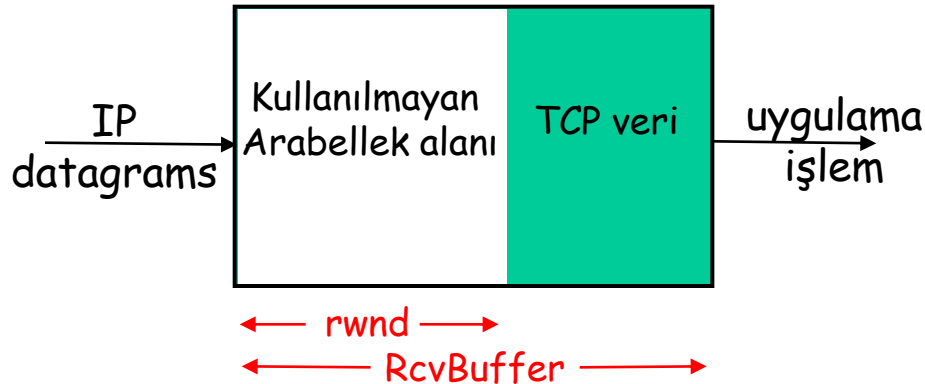 IP
datagrams
Kullanılmayan
Arabellek alanı
TCP veri
uygulama
işlem
rwnd
RcvBuffer